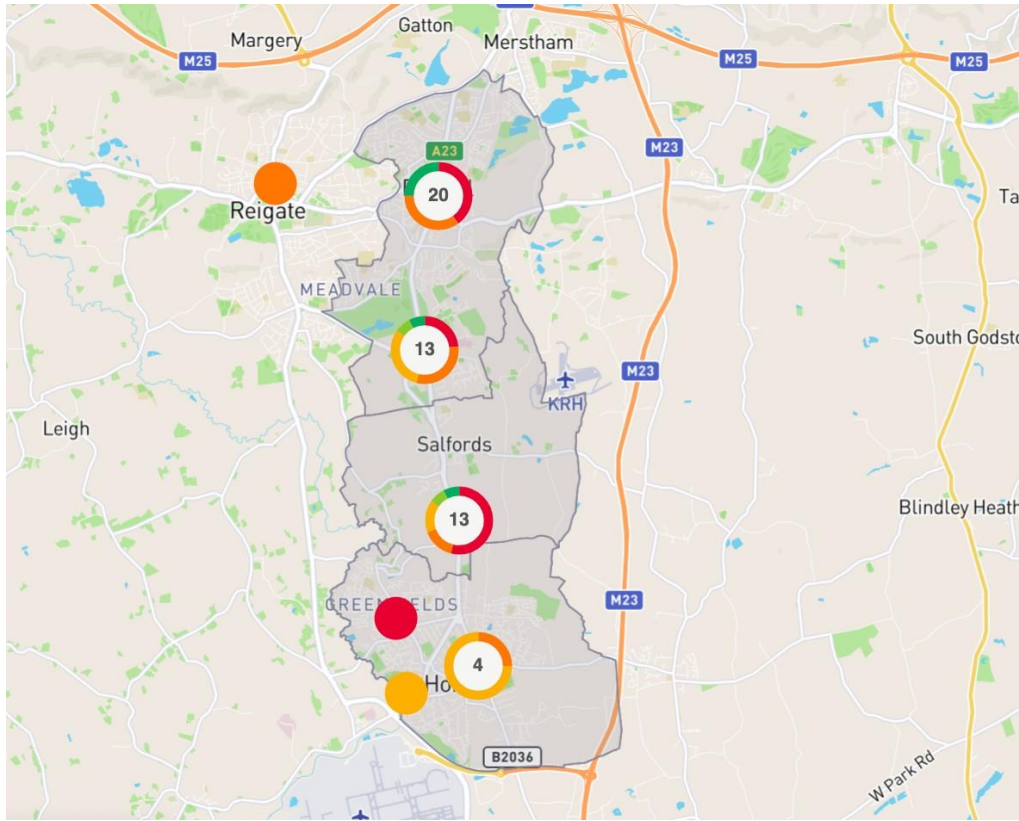 Gatton
Margery
Merstham
M25
M25
M25
A23
M23
20
Reigate
Ta
MEADVALE
13
South Godsto
M23
KRH
Leigh
Salfords
Blindley Heath
13
M23
4
B2036
W Park Rd